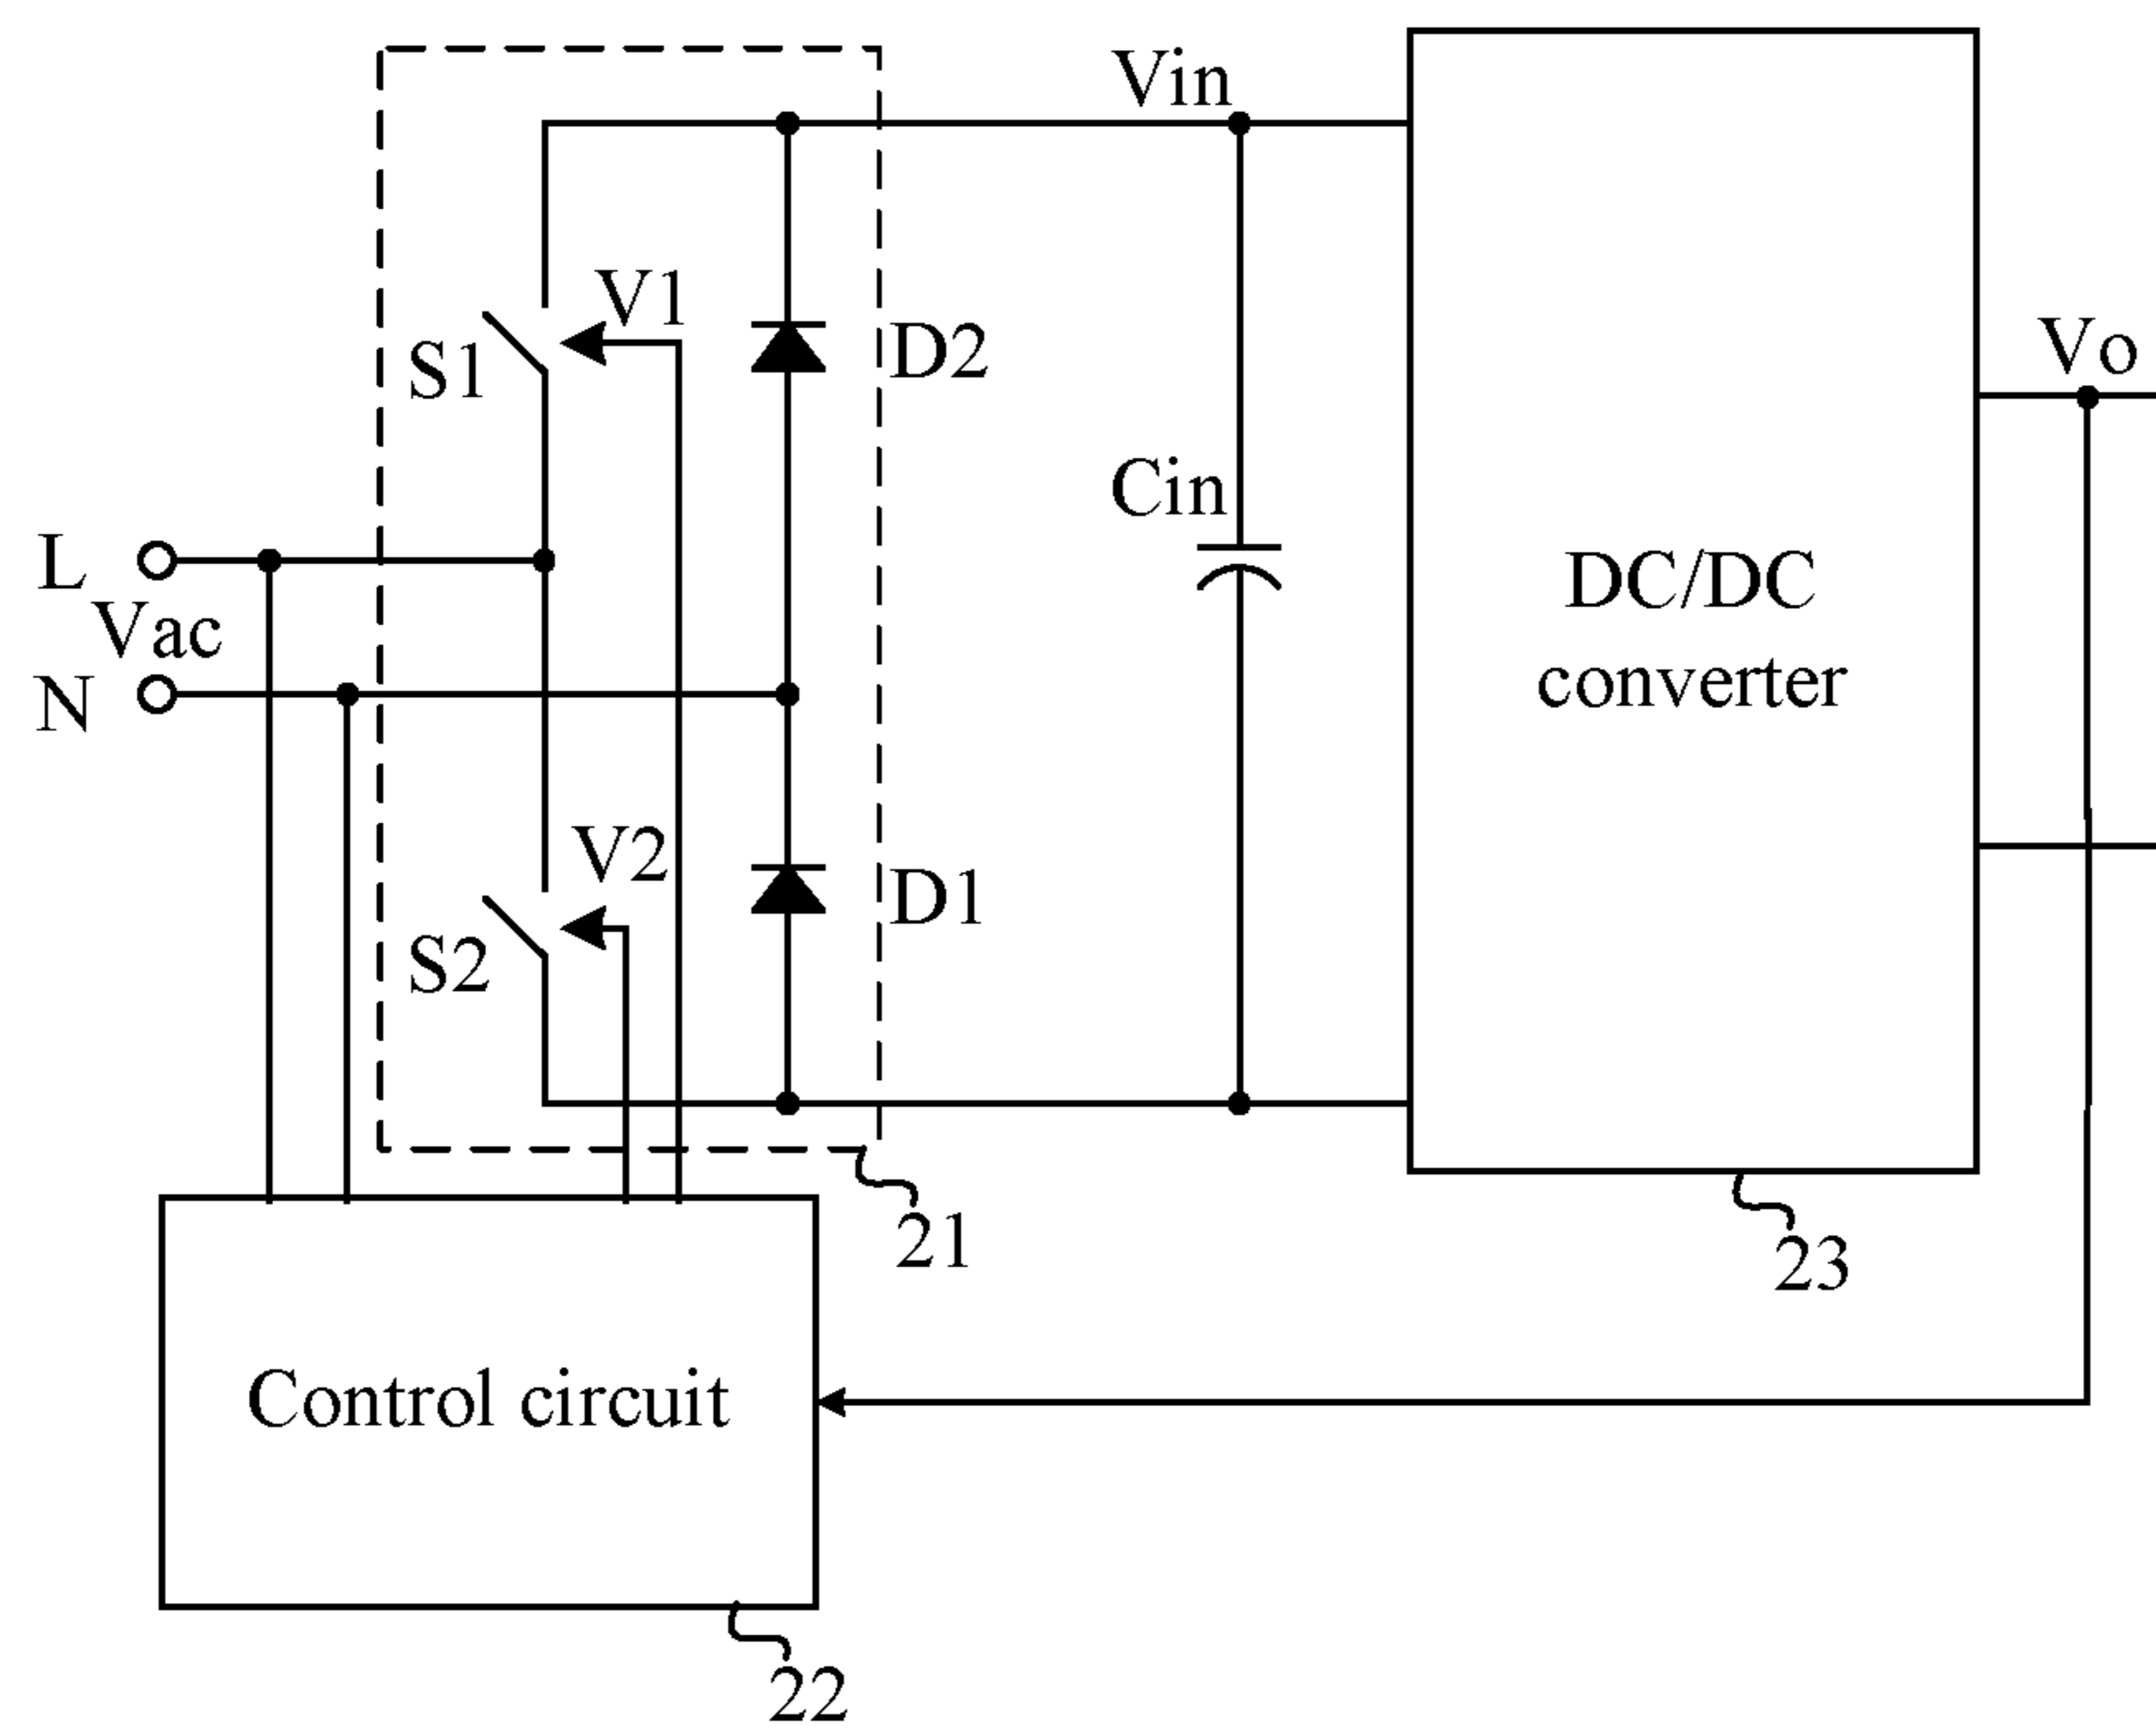 Vin
V1
S1
D2
Vo
Cin
L
Vac
N
DC/DC
converter
V2
S2
D1
21
23
Control circuit
22